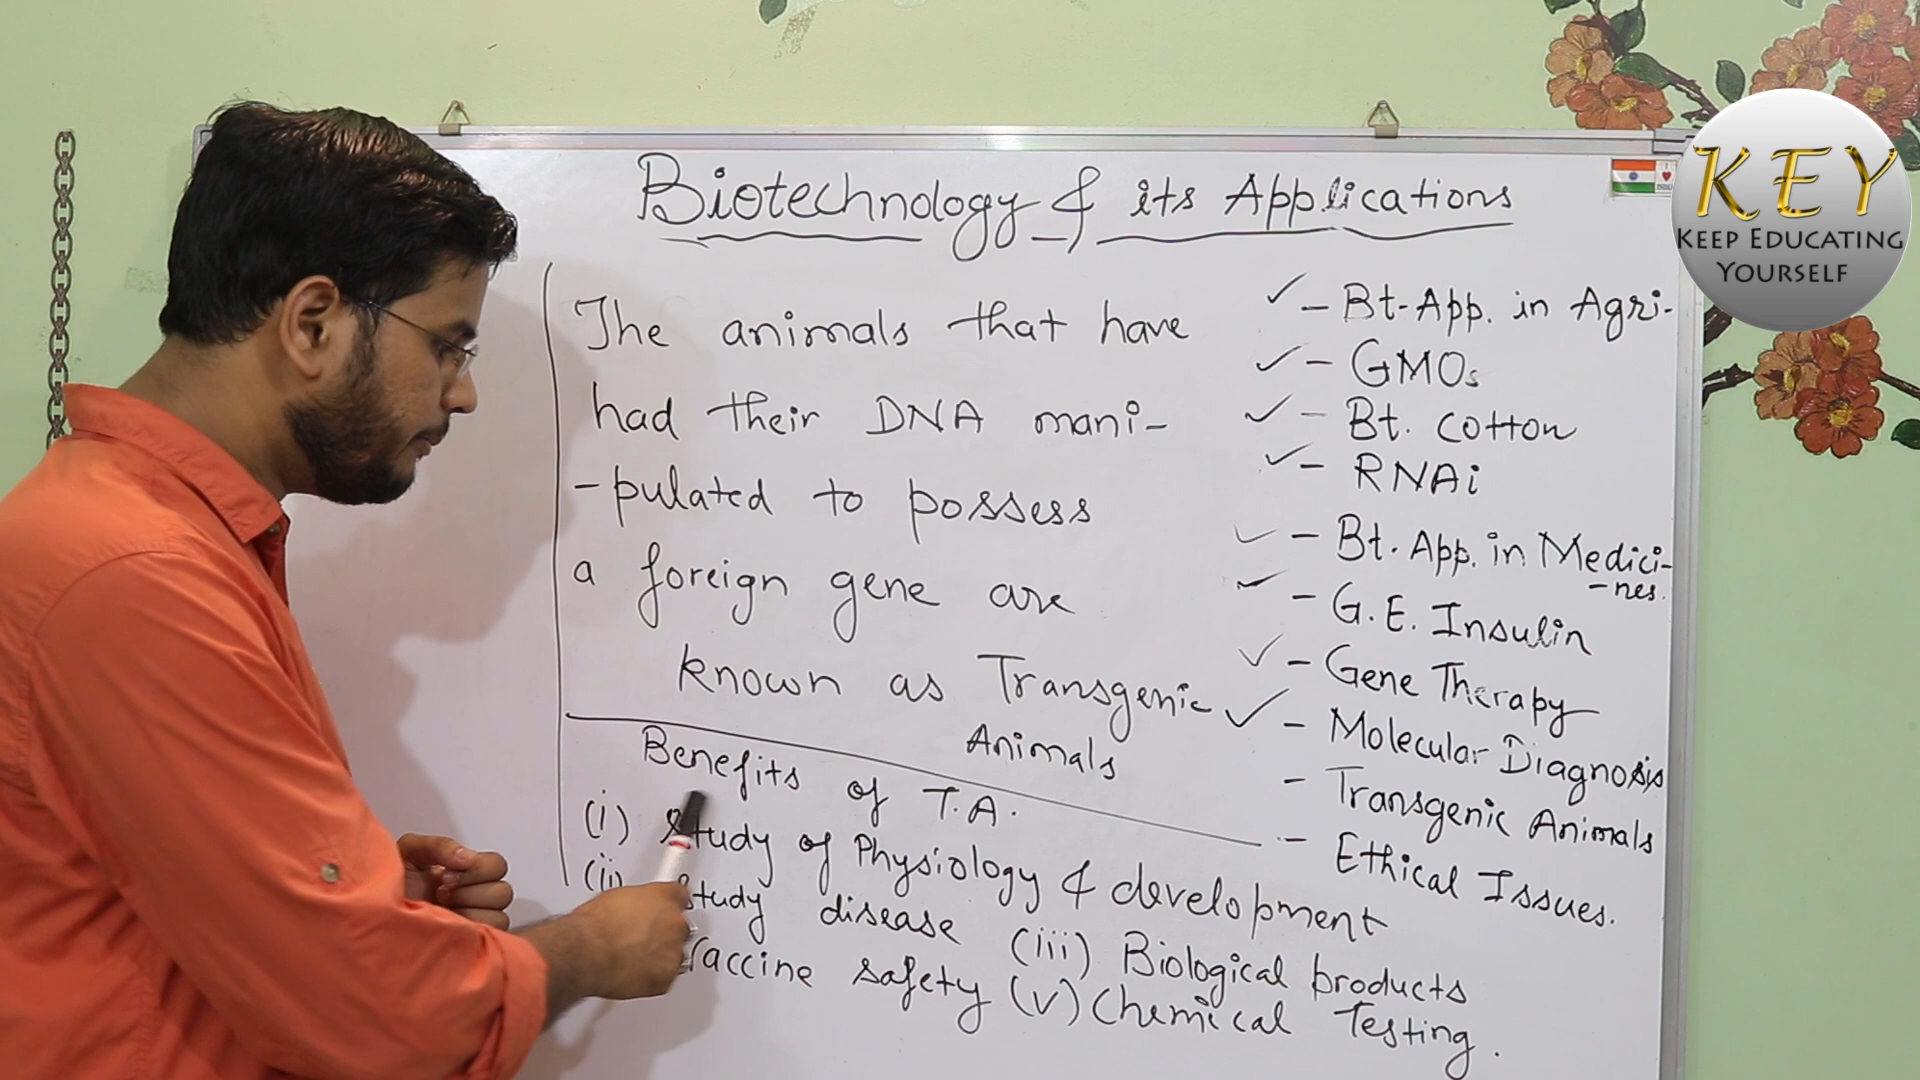 Biotechnology & its Applications
The animals that have
had their DNA mani-
-pulated to possess
a foreign gene are
known as Transgenic
Animals
Benefits of T.A.
(i) Study of Physiology & development
(ii) Study disease (iii) Biological products
Vaccine safety (v) Chemical Testing.
✓ - Bt-App. in Agri-
✓ - GMOs
✓ - Bt. cotton
✓ - RNAi
✓ - Bt. App. in Medici-
-nes.
✓ - G.E. Insulin
✓ - Gene Therapy
✓ - Molecular Diagnosis
- Transgenic Animals
- Ethical Issues.
KEY
KEEP EDUCATING
YOURSELF